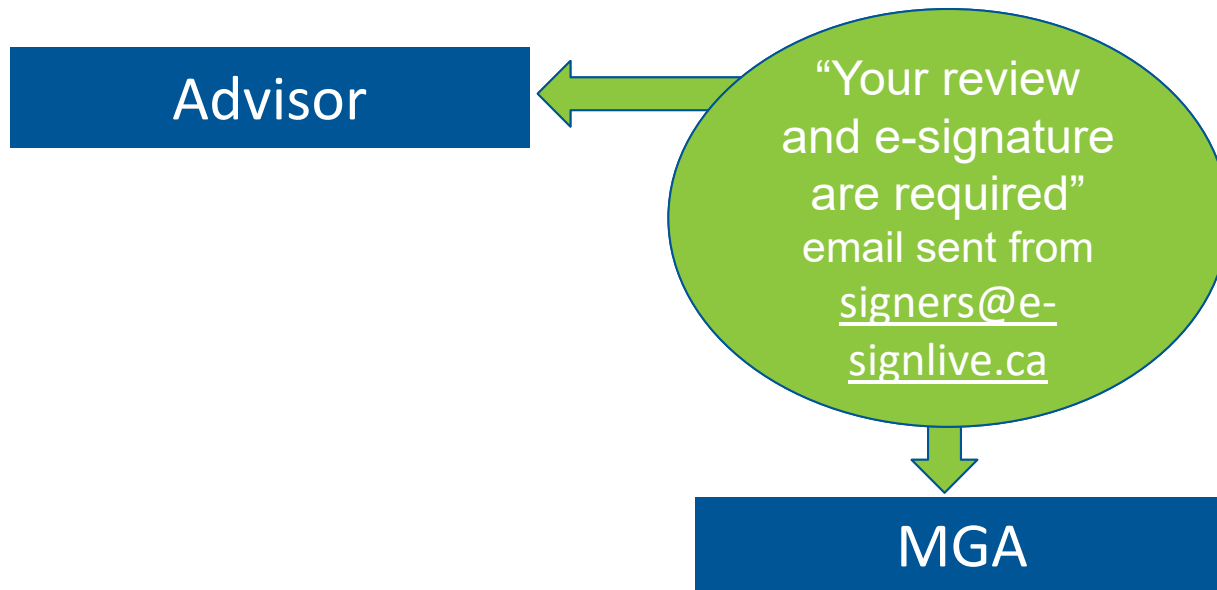 Advisor
“Your review
and e-signature
are required”
email sent from
signers@e-
signlive.ca
MGA